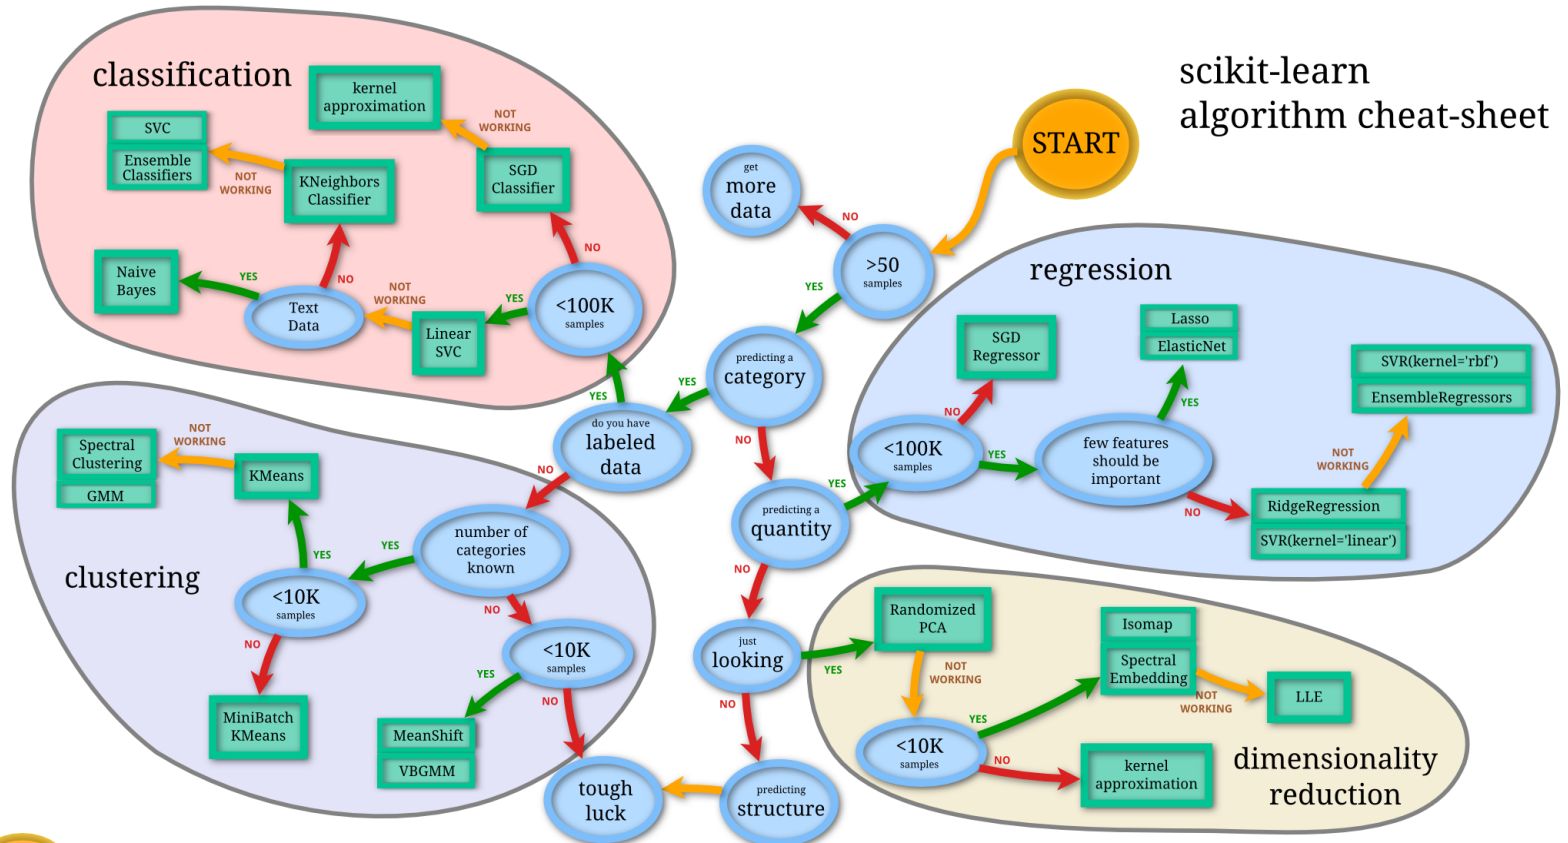 scikit-learn
algorithm cheat-sheet
START
classification
kernel
approximation
NOT
WORKING
SVC
Ensemble
Classifiers
NOT
WORKING
KNeighbors
Classifier
SGD
Classifier
NO
Naive
Bayes
YES
NO
Text
Data
NOT
WORKING
Linear
SVC
YES
<100K
samples
YES
get
more
data
NO
>50
samples
YES
predicting a
category
YES
NO
do you have
labeled
data
NO
predicting a
quantity
YES
NO
just
looking
YES
NO
predicting
structure
tough
luck
regression
SGD
Regressor
NO
<100K
samples
YES
Lasso
ElasticNet
YES
few features
should be
important
NO
SVR(kernel='rbf')
EnsembleRegressors
NOT
WORKING
RidgeRegression
SVR(kernel='linear')
clustering
Spectral
Clustering
GMM
NOT
WORKING
KMeans
YES
<10K
samples
NO
MiniBatch
KMeans
YES
number of
categories
known
NO
<10K
samples
YES
NO
MeanShift
VBGMM
Randomized
PCA
NOT
WORKING
<10K
samples
YES
NO
Isomap
Spectral
Embedding
NOT
WORKING
LLE
kernel
approximation
dimensionality
reduction